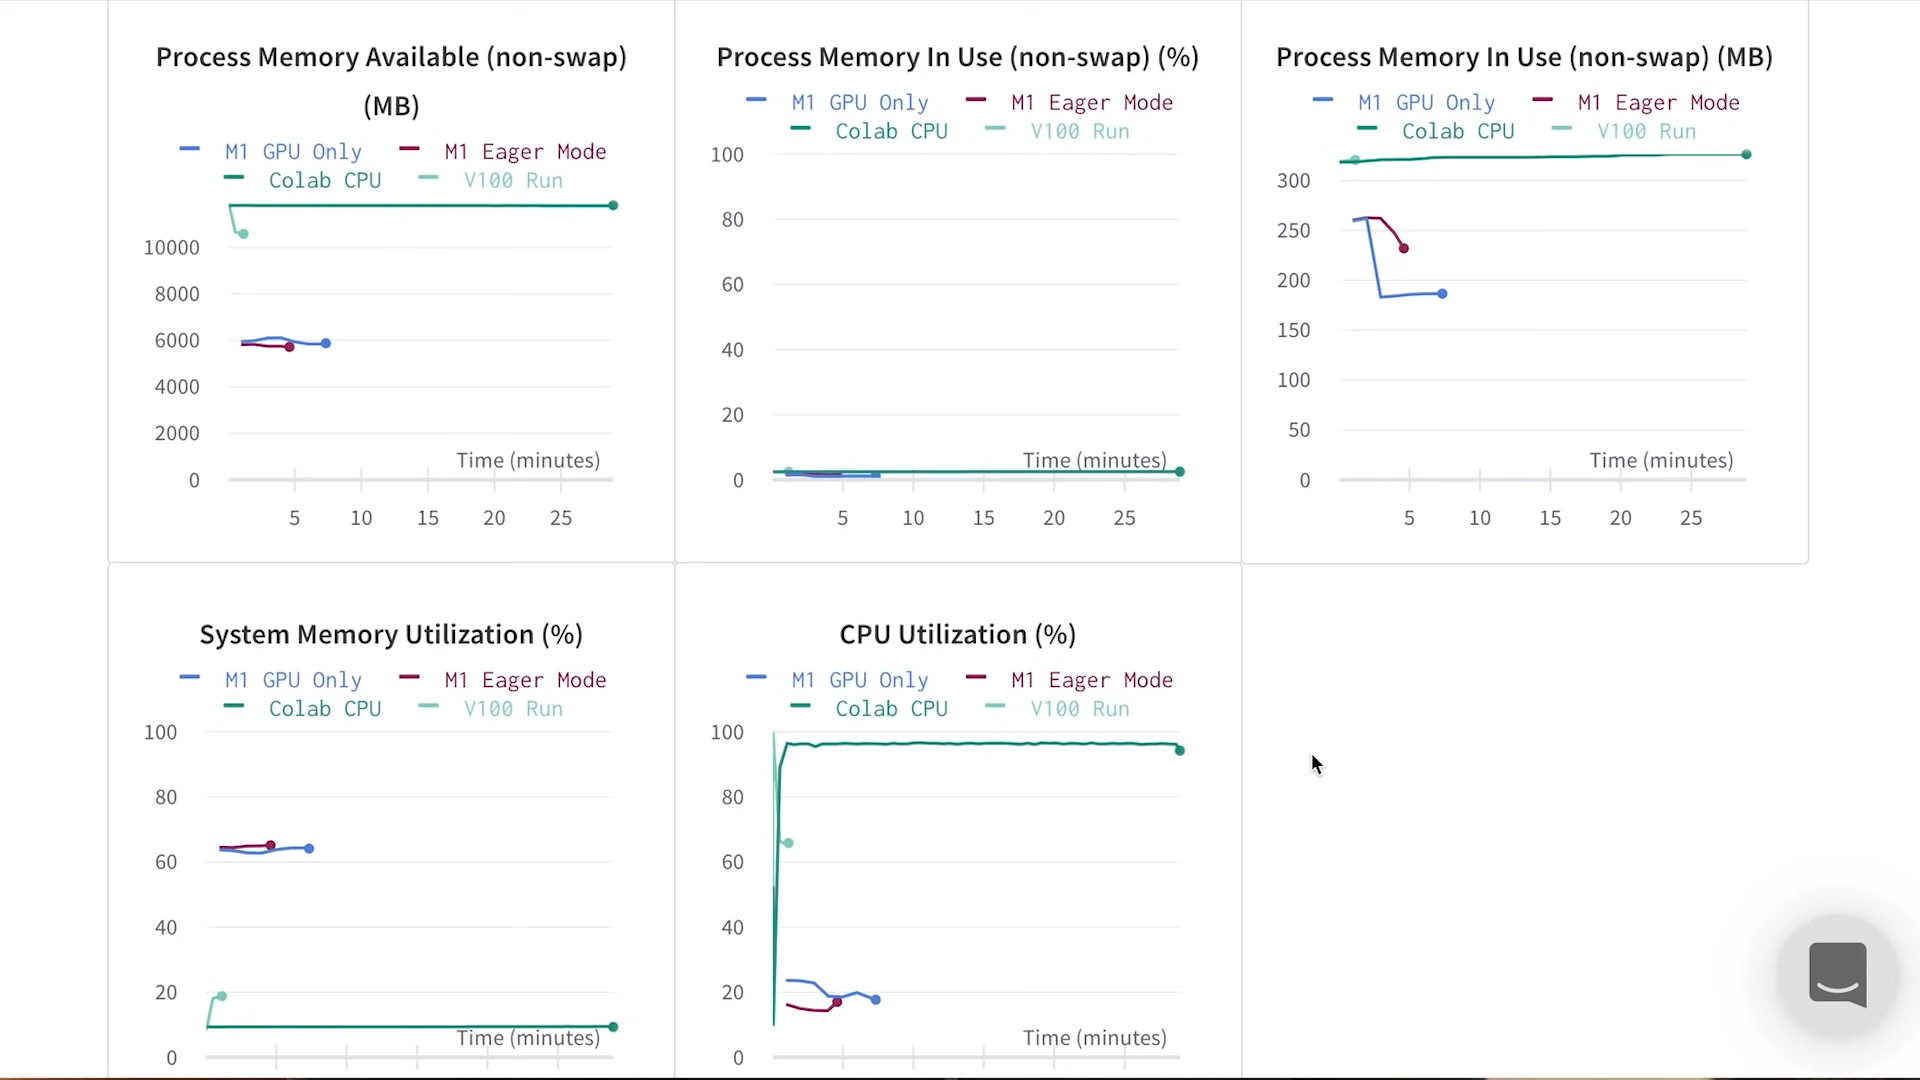 Process Memory Available (non-swap)
(MB)
M1 GPU Only M1 Eager Mode
Colab CPU V100 Run
10000
8000
6000
4000
2000
0
Time (minutes)
5 10 15 20 25
Process Memory In Use (non-swap) (%)
M1 GPU Only M1 Eager Mode
Colab CPU V100 Run
100
80
60
40
20
0
Time (minutes)
5 10 15 20 25
Process Memory In Use (non-swap) (MB)
M1 GPU Only M1 Eager Mode
Colab CPU V100 Run
300
250
200
150
100
50
0
Time (minutes)
5 10 15 20 25
System Memory Utilization (%)
M1 GPU Only M1 Eager Mode
Colab CPU V100 Run
100
80
60
40
20
0
Time (minutes)
CPU Utilization (%)
M1 GPU Only M1 Eager Mode
Colab CPU V100 Run
100
80
60
40
20
0
Time (minutes)